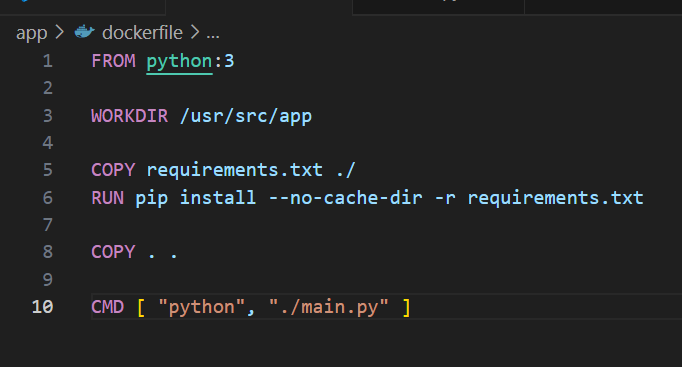 app > dockerfile > ...
1 FROM python:3
2
3 WORKDIR /usr/src/app
4
5 COPY requirements.txt ./
6 RUN pip install --no-cache-dir -r requirements.txt
7
8 COPY . .
9
10 CMD [ "python", "./main.py" ]